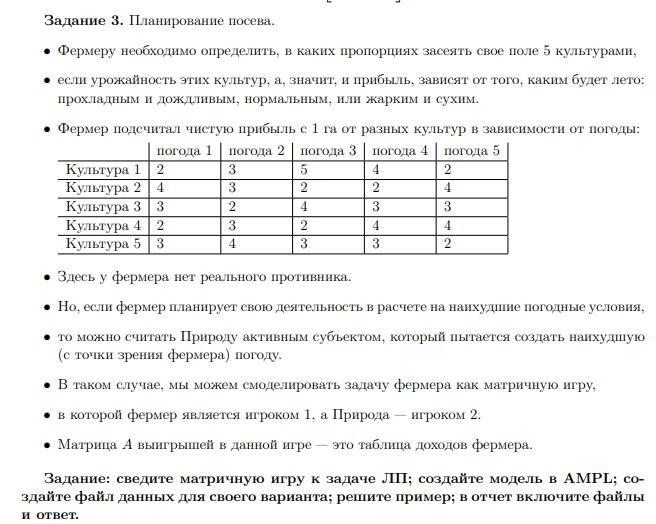 Задание 3. Планирование посева.
• Фермеру необходимо определить, в каких пропорциях засеять свое поле 5 культурами,
• если урожайность этих культур, а, значит, и прибыль, зависят от того, каким будет лето:
прохладным и дождливым, нормальным, или жарким и сухим.
• Фермер подсчитал чистую прибыль с 1 га от разных культур в зависимости от погоды:
погода 1 погода 2 погода 3 погода 4 погода 5
Культура 1 2 3 5 4 2
Культура 2 4 3 2 2 4
Культура 3 3 2 4 3 3
Культура 4 2 3 2 4 4
Культура 5 3 4 3 3 2
• Здесь у фермера нет реального противника.
• Но, если фермер планирует свою деятельность в расчете на наихудшие погодные условия,
• то можно считать Природу активным субъектом, который пытается создать наихудшую
(с точки зрения фермера) погоду.
• В таком случае, мы можем смоделировать задачу фермера как матричную игру,
• в которой фермер является игроком 1, а Природа — игроком 2.
• Матрица A выигрышей в данной игре — это таблица доходов фермера.
Задание: сведите матричную игру к задаче ЛП; создайте модель в AMPL; со-
здайте файл данных для своего варианта; решите пример; в отчет включите файлы
и ответ.